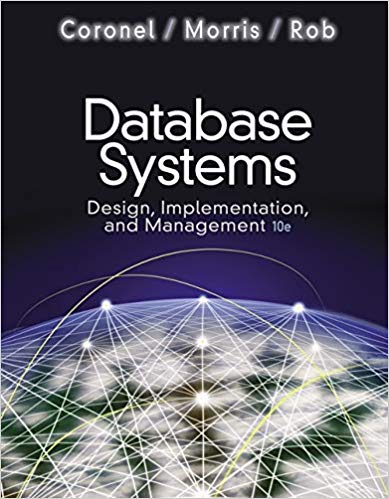 Coronel / Morris / Rob
Database
Systems
Design, Implementation,
and Management 10e